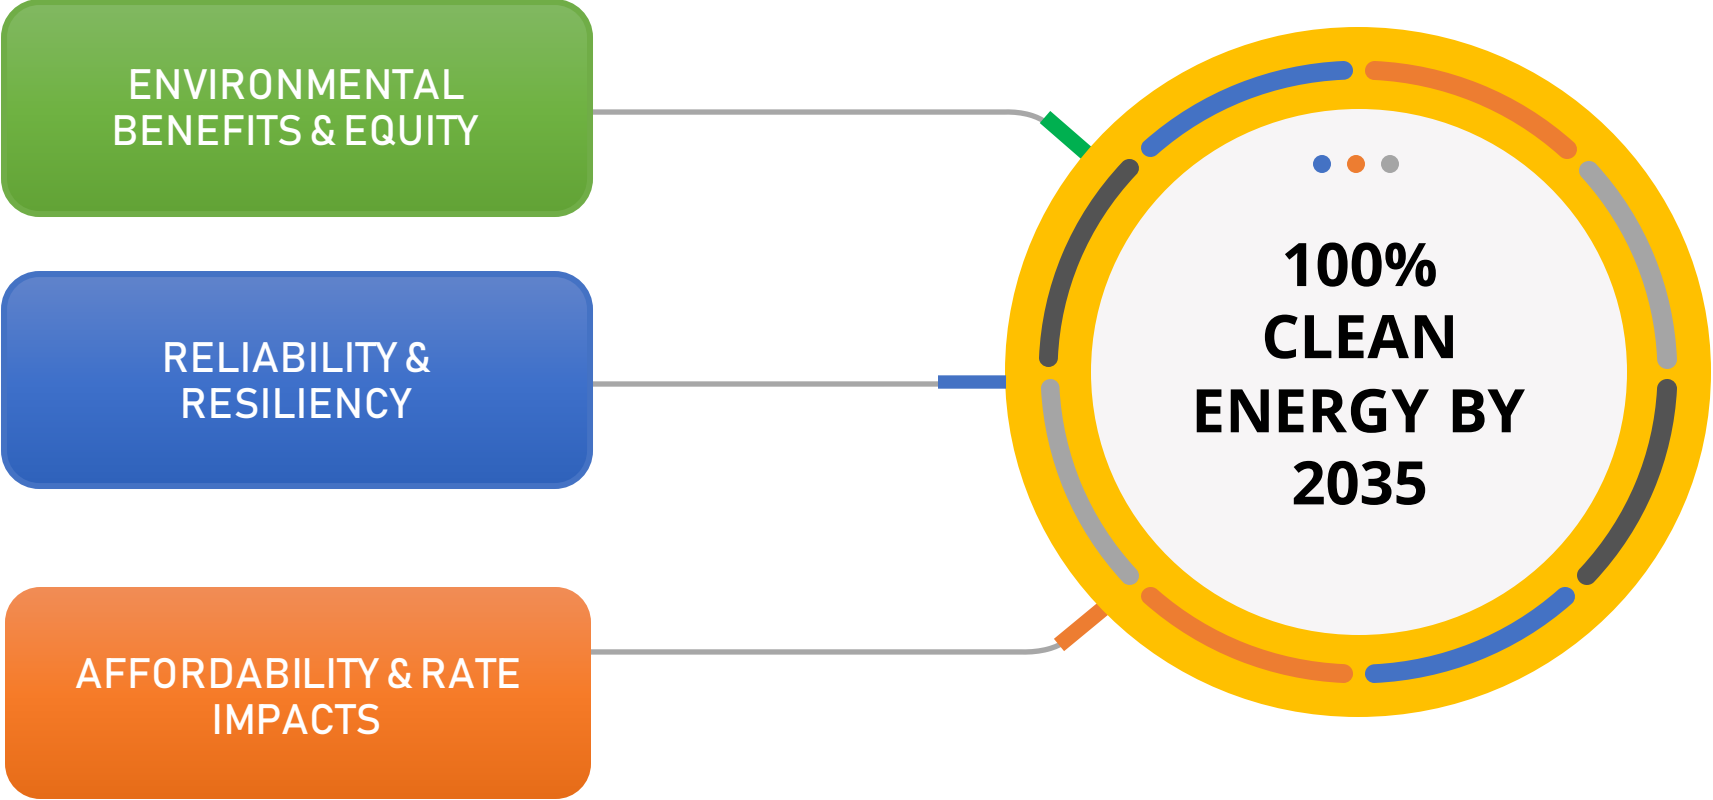 ENVIRONMENTAL
BENEFITS & EQUITY
RELIABILITY &
RESILIENCY
AFFORDABILITY & RATE
IMPACTS
100%
CLEAN
ENERGY BY
2035